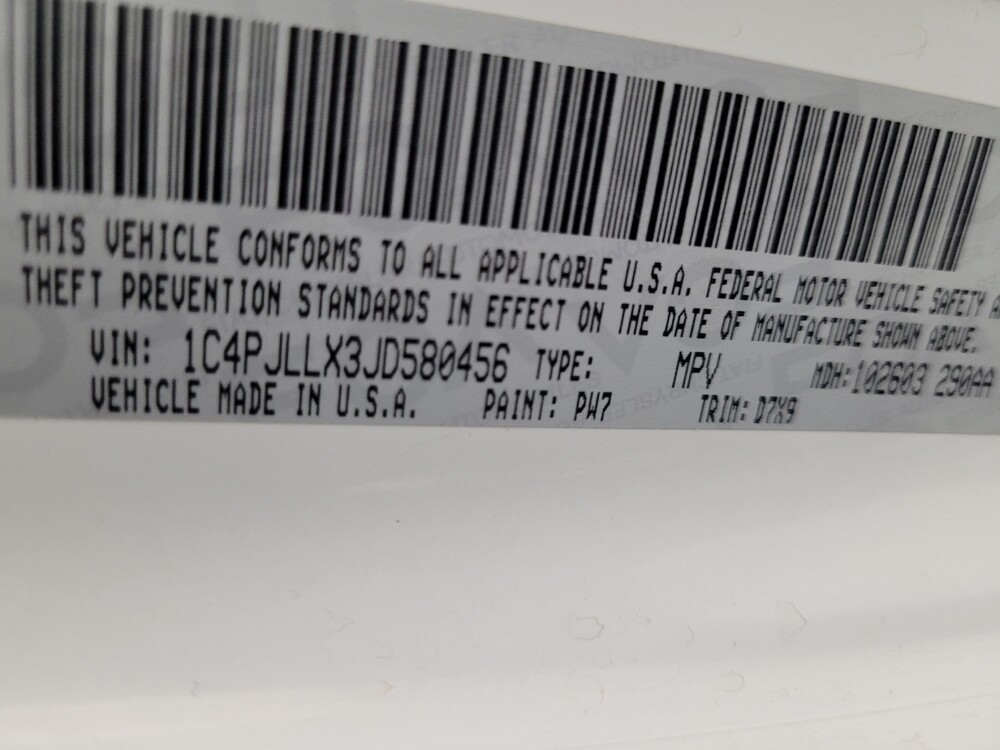 THIS VEHICLE CONFORMS TO ALL APPLICABLE U.S.A. FEDERAL MOTOR VEHICLE SAFETY
THEFT PREVENTION STANDARDS IN EFFECT ON THE DATE OF MANUFACTURE SHOWN ABOVE.
VIN: 1C4PJLLX3JD580456 TYPE: MPV MDH:102603 290AA
VEHICLE MADE IN U.S.A. PAINT: PW7 TRIM: D7X9